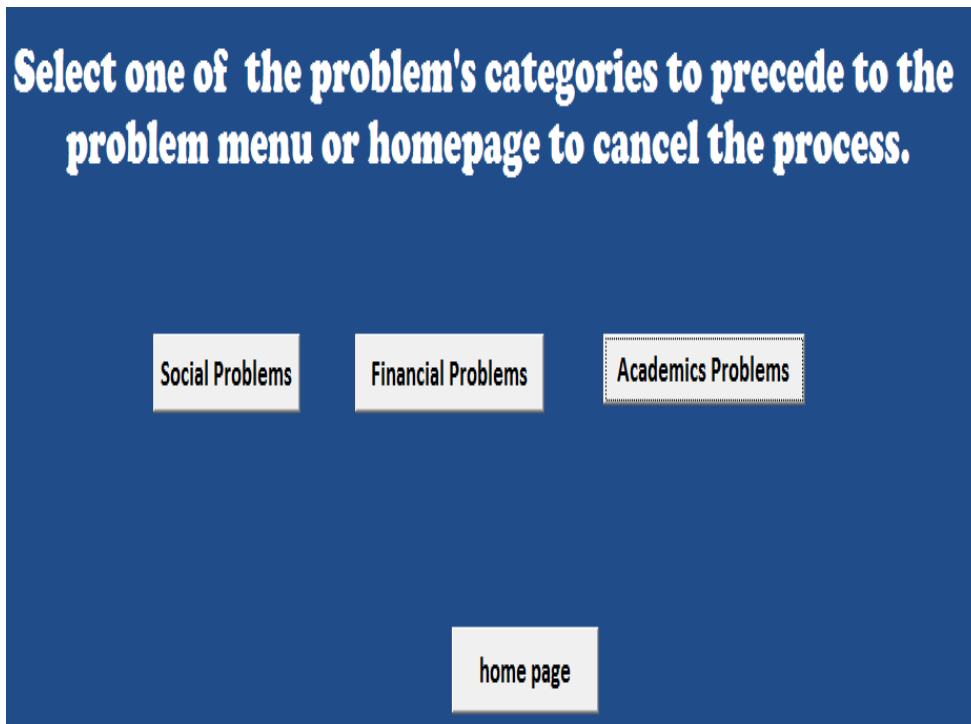 Select one of the problem's categories to precede to the
problem menu or homepage to cancel the process.
Social Problems
Financial Problems
Academics Problems
home page